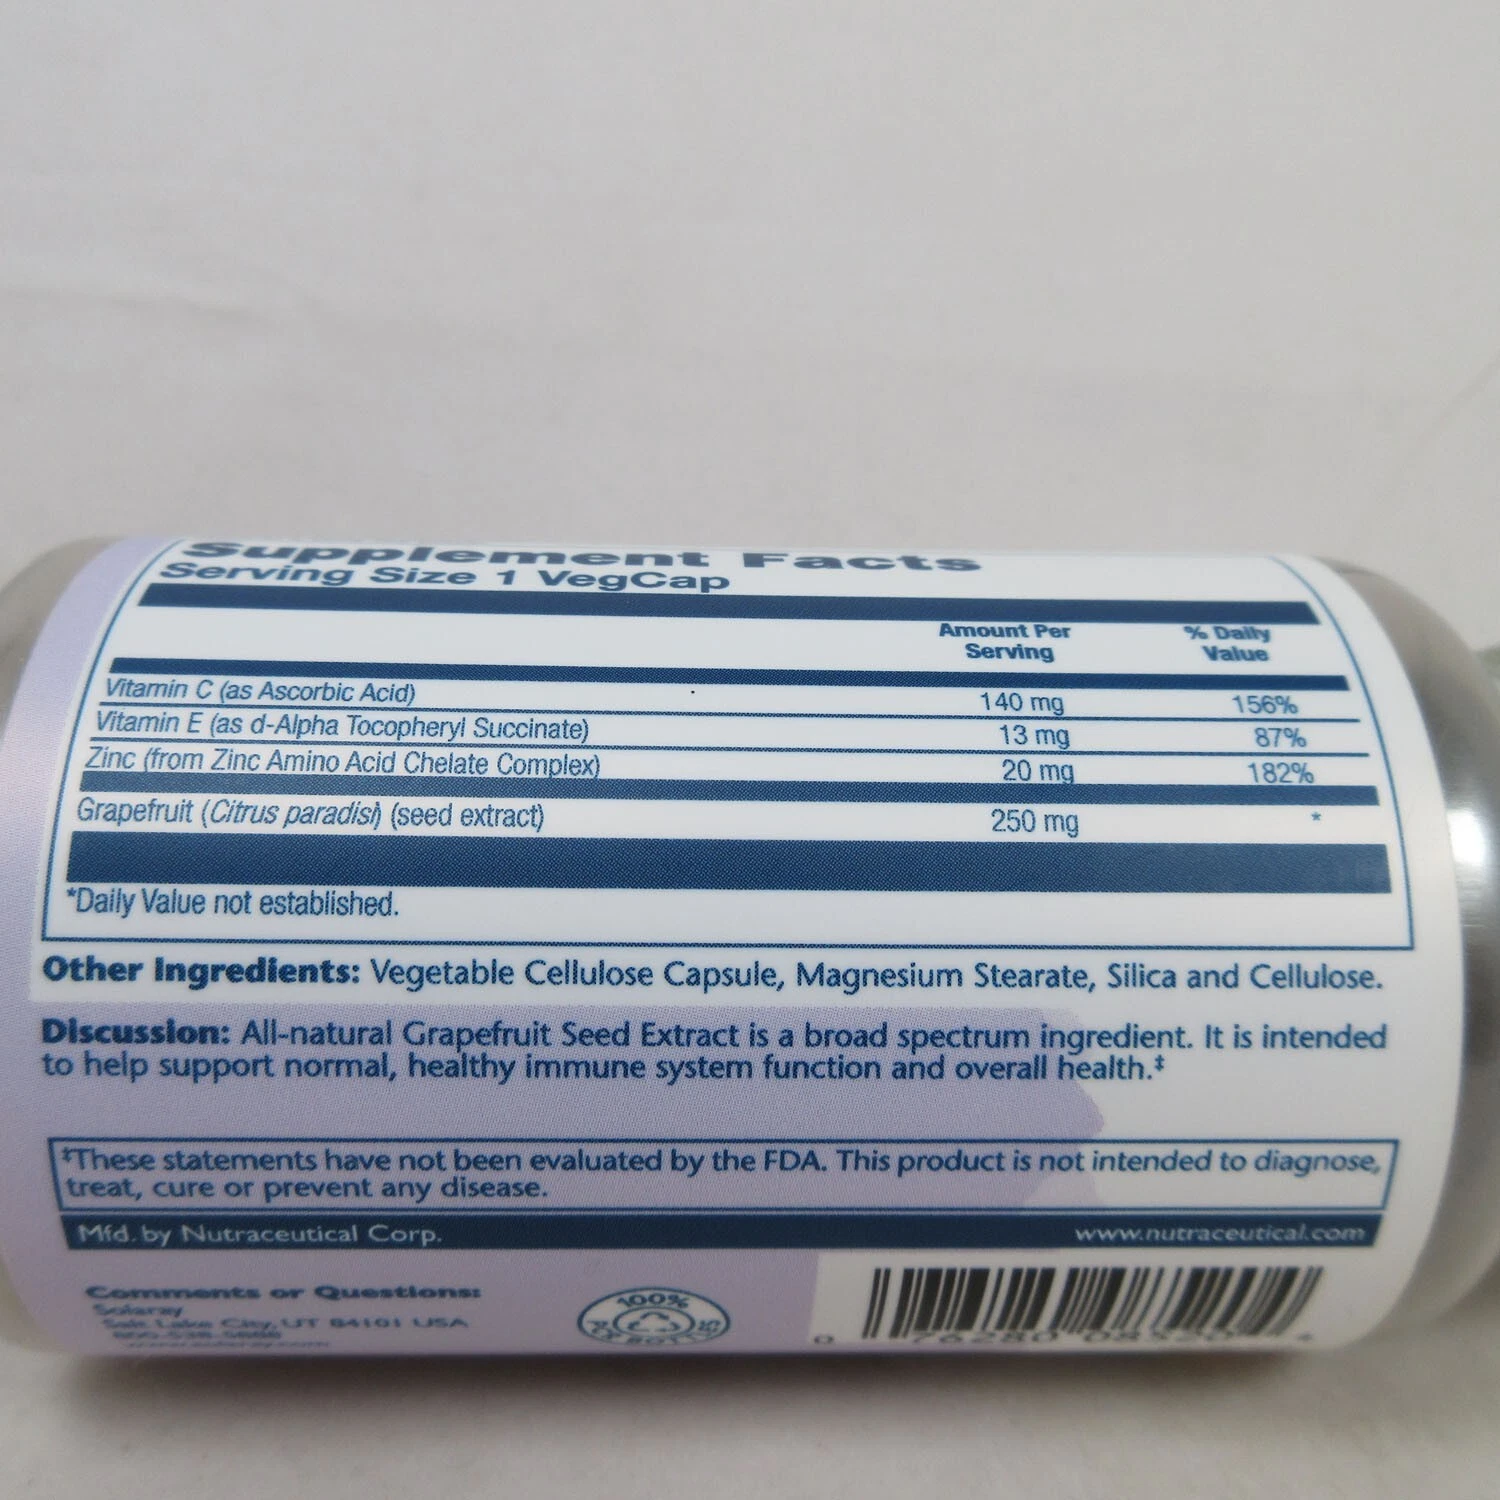 Supplement Facts
Serving Size 1 VegCap
Amount Per Serving % Daily Value
Vitamin C (as Ascorbic Acid) 140 mg 156%
Vitamin E (as d-Alpha Tocopheryl Succinate) 13 mg 87%
Zinc (from Zinc Amino Acid Chelate Complex) 20 mg 182%
Grapefruit (Citrus paradisi) (seed extract) 250 mg *
*Daily Value not established.
Other Ingredients: Vegetable Cellulose Capsule, Magnesium Stearate, Silica and Cellulose.
Discussion: All-natural Grapefruit Seed Extract is a broad spectrum ingredient. It is intended
to help support normal, healthy immune system function and overall health.‡
‡These statements have not been evaluated by the FDA. This product is not intended to diagnose,
treat, cure or prevent any disease.
Mfd. by Nutraceutical Corp. www.nutraceutical.com
Comments or Questions:
Solaray
Salt Lake City, UT 84101 USA
100%
0 76280